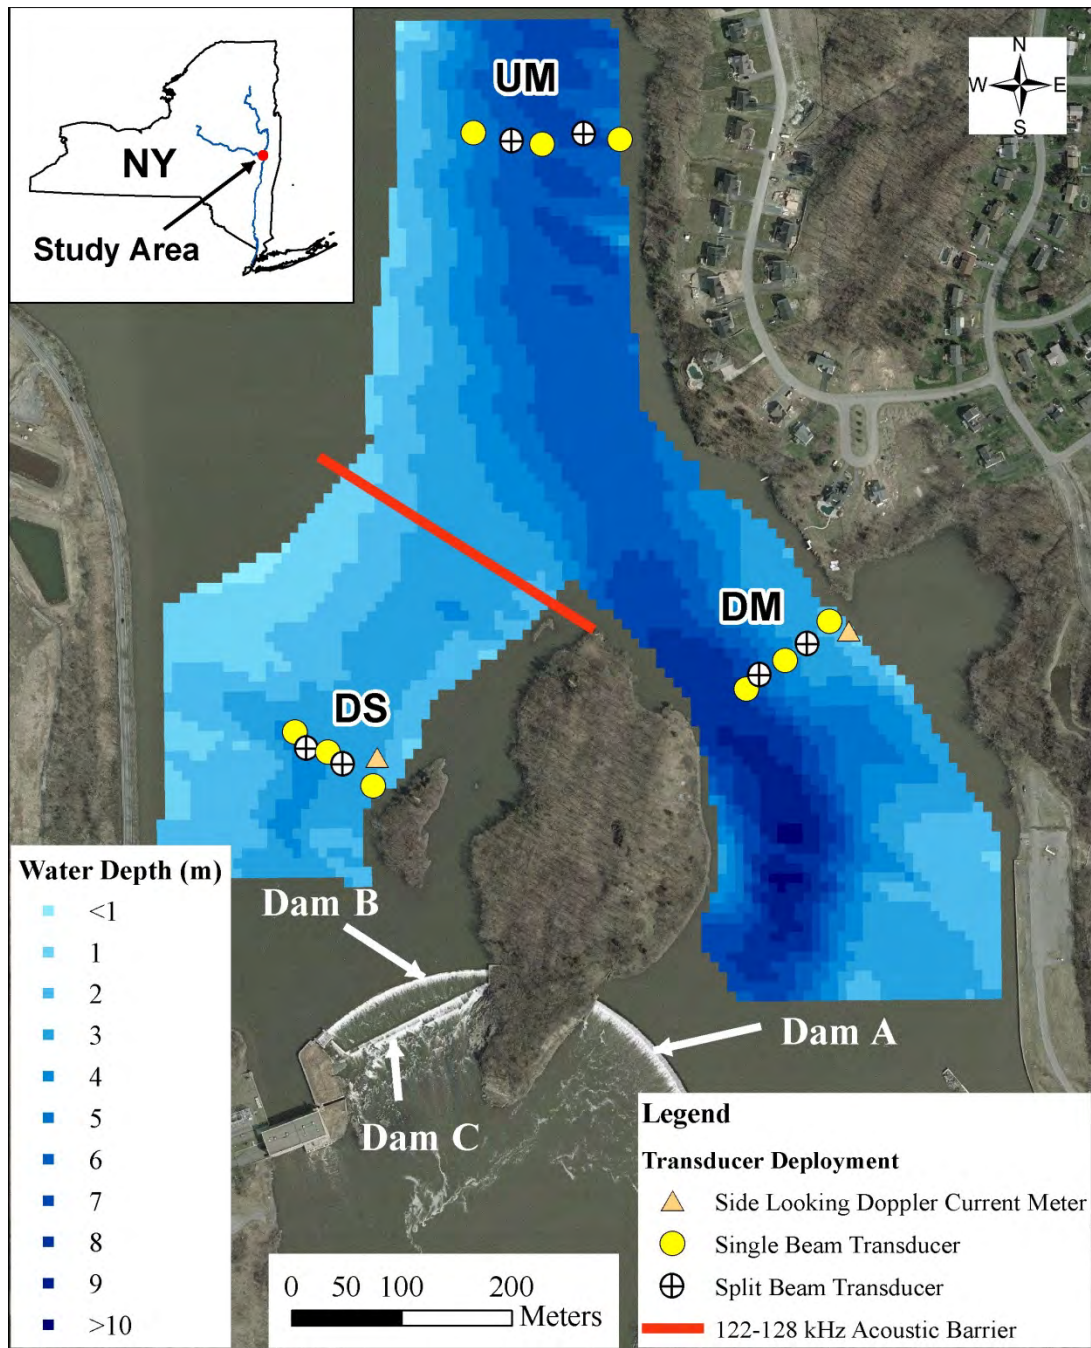 NY
Study Area
UM
N
W
E
S
DM
DS
Dam B
Dam A
Dam C
Water Depth (m)
<1
1
2
3
4
5
6
7
8
9
>10
0 50 100 200
Meters
Legend
Transducer Deployment
Side Looking Doppler Current Meter
Single Beam Transducer
Split Beam Transducer
122-128 kHz Acoustic Barrier